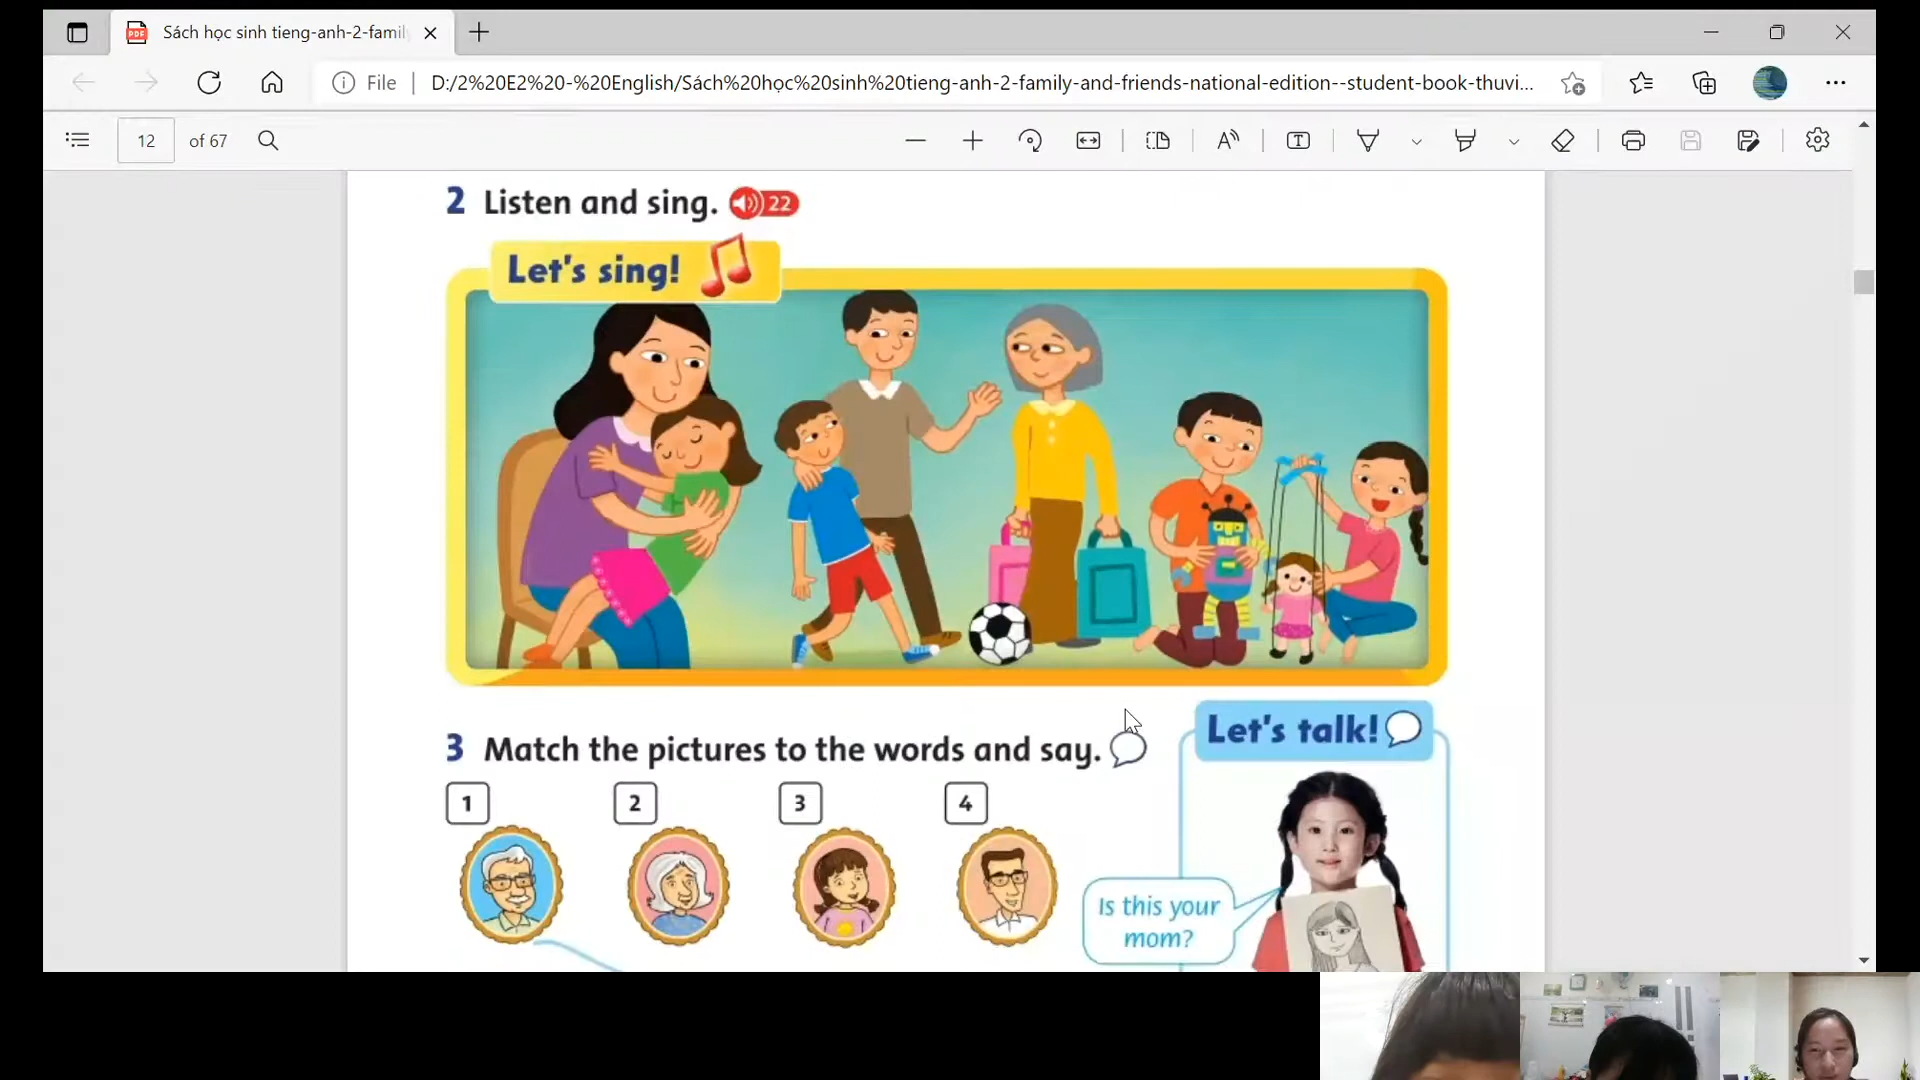 Sách học sinh tieng-anh-2-famil
File
D:/2%20E2%20-%20English/Sách%20học%20sinh%20tieng-anh-2-family-and-friends-national-edition--student-book-thuvi...
12 of 67
2 Listen and sing. 22
Let's sing!
3 Match the pictures to the words and say.
Let's talk!
1 2 3 4
Is this your
mom?